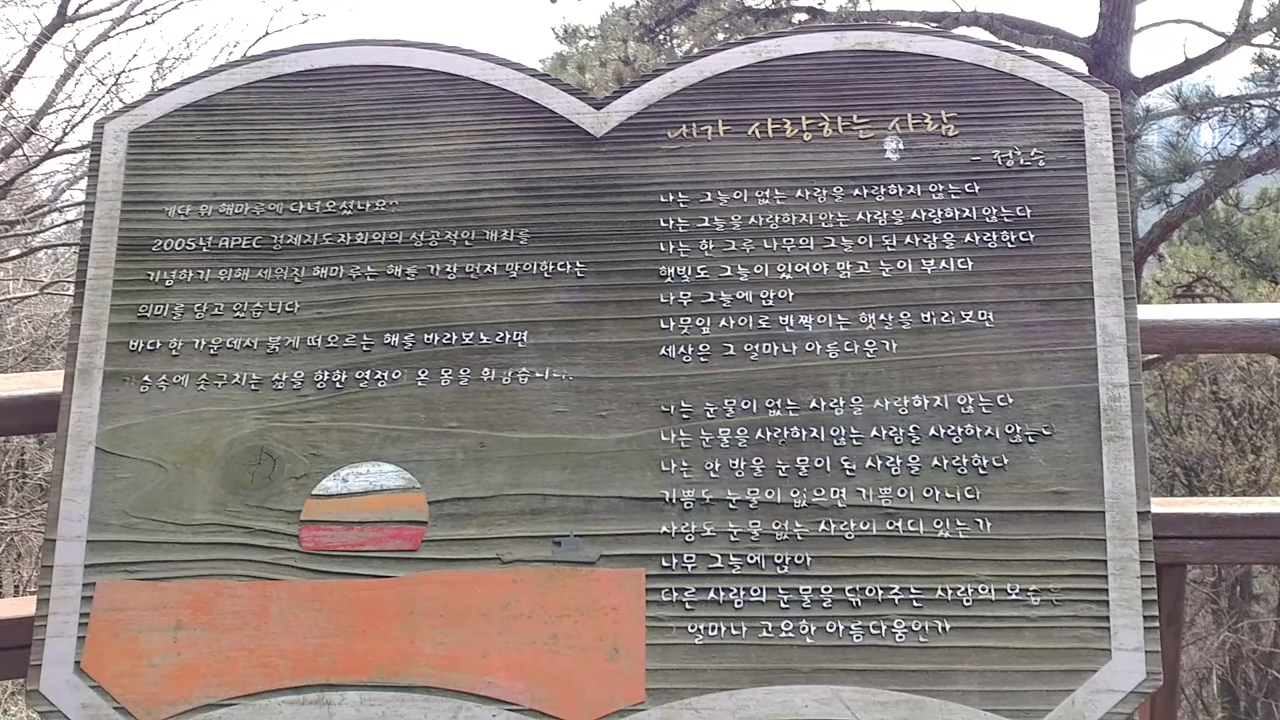 계단 위 해마루에 다녀오셨나요^^
2005년 APEC 경제지도자회의의 성공적인 개최를
기념하기 위해 세워진 해마루는 해를 가장 먼저 맞이한다는
의미를 담고 있습니다
바다 한 가운데서 붉게 떠오르는 해를 바라보노라면
가슴속에 솟구치는 삶을 향한 열정이 온 몸을 휘감습니다.
내가 사랑하는 사람
- 정호승 -
나는 그늘이 없는 사람을 사랑하지 않는다
나는 그늘을 사랑하지 않는 사람을 사랑하지 않는다
나는 한 그루 나무의 그늘이 된 사람을 사랑한다
햇빛도 그늘이 있어야 맑고 눈이 부시다
나무 그늘에 앉아
나뭇잎 사이로 반짝이는 햇살을 바라보면
세상은 그 얼마나 아름다운가
나는 눈물이 없는 사람을 사랑하지 않는다
나는 눈물을 사랑하지 않는 사람을 사랑하지 않는다
나는 한 방울 눈물이 된 사람을 사랑한다
기쁨도 눈물이 없으면 기쁨이 아니다
사랑도 눈물 없는 사랑이 어디 있는가
나무 그늘에 앉아
다른 사람의 눈물을 닦아주는 사람의 모습은
얼마나 고요한 아름다움인가